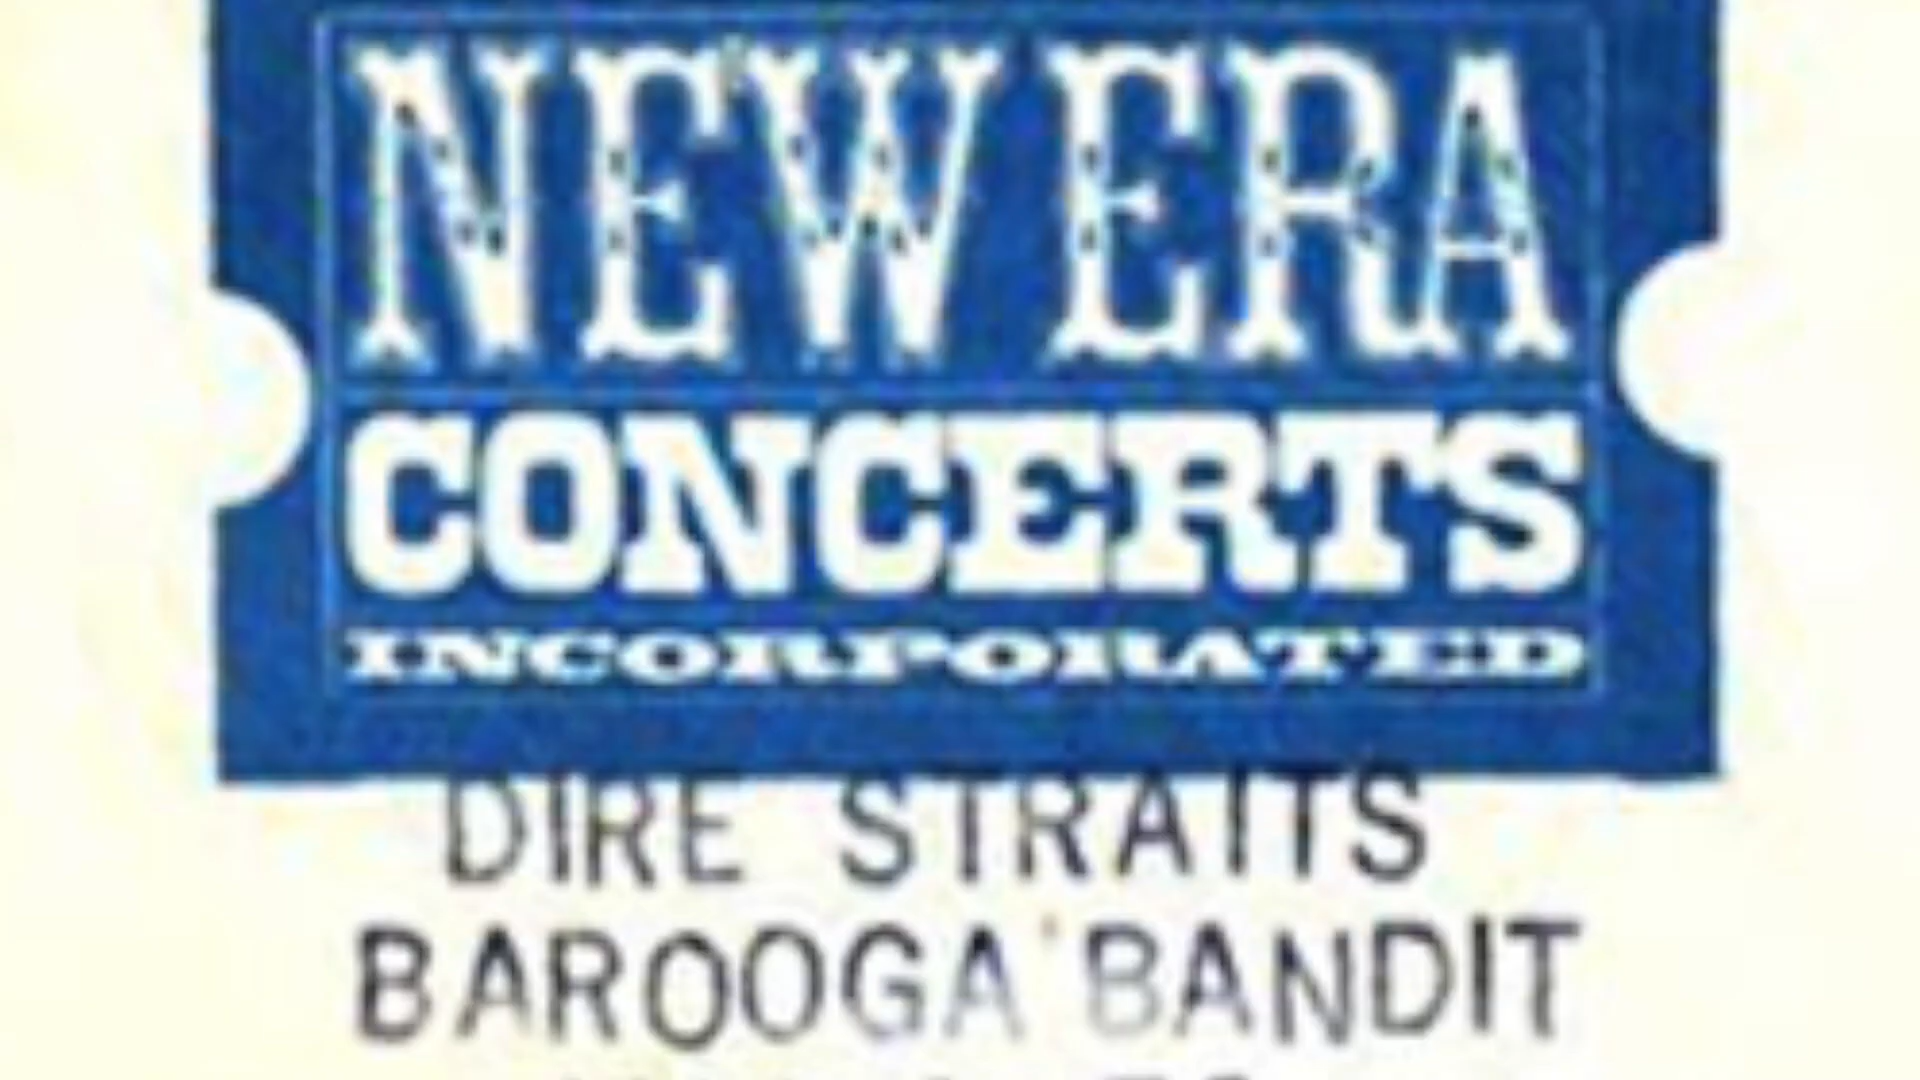 NEW ERA
CONCERTS
INCORPORATED
DIRE STRAITS
BAROOGA BANDIT